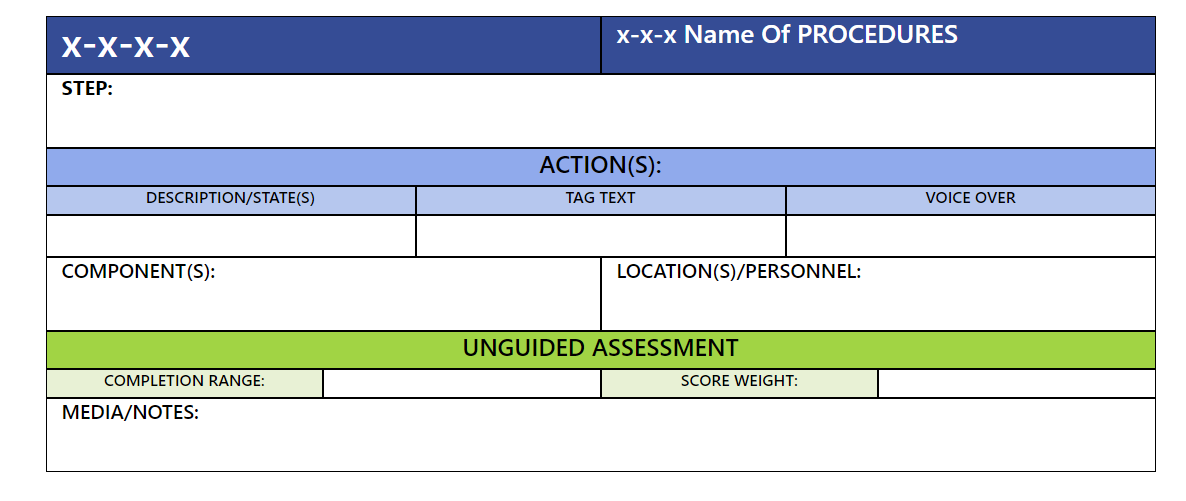 x-x-x-x
x-x-x Name Of PROCEDURES
STEP:
ACTION(S):
DESCRIPTION/STATE(S)
TAG TEXT
VOICE OVER
COMPONENT(S):
LOCATION(S)/PERSONNEL:
UNGUIDED ASSESSMENT
COMPLETION RANGE:
SCORE WEIGHT:
MEDIA/NOTES: